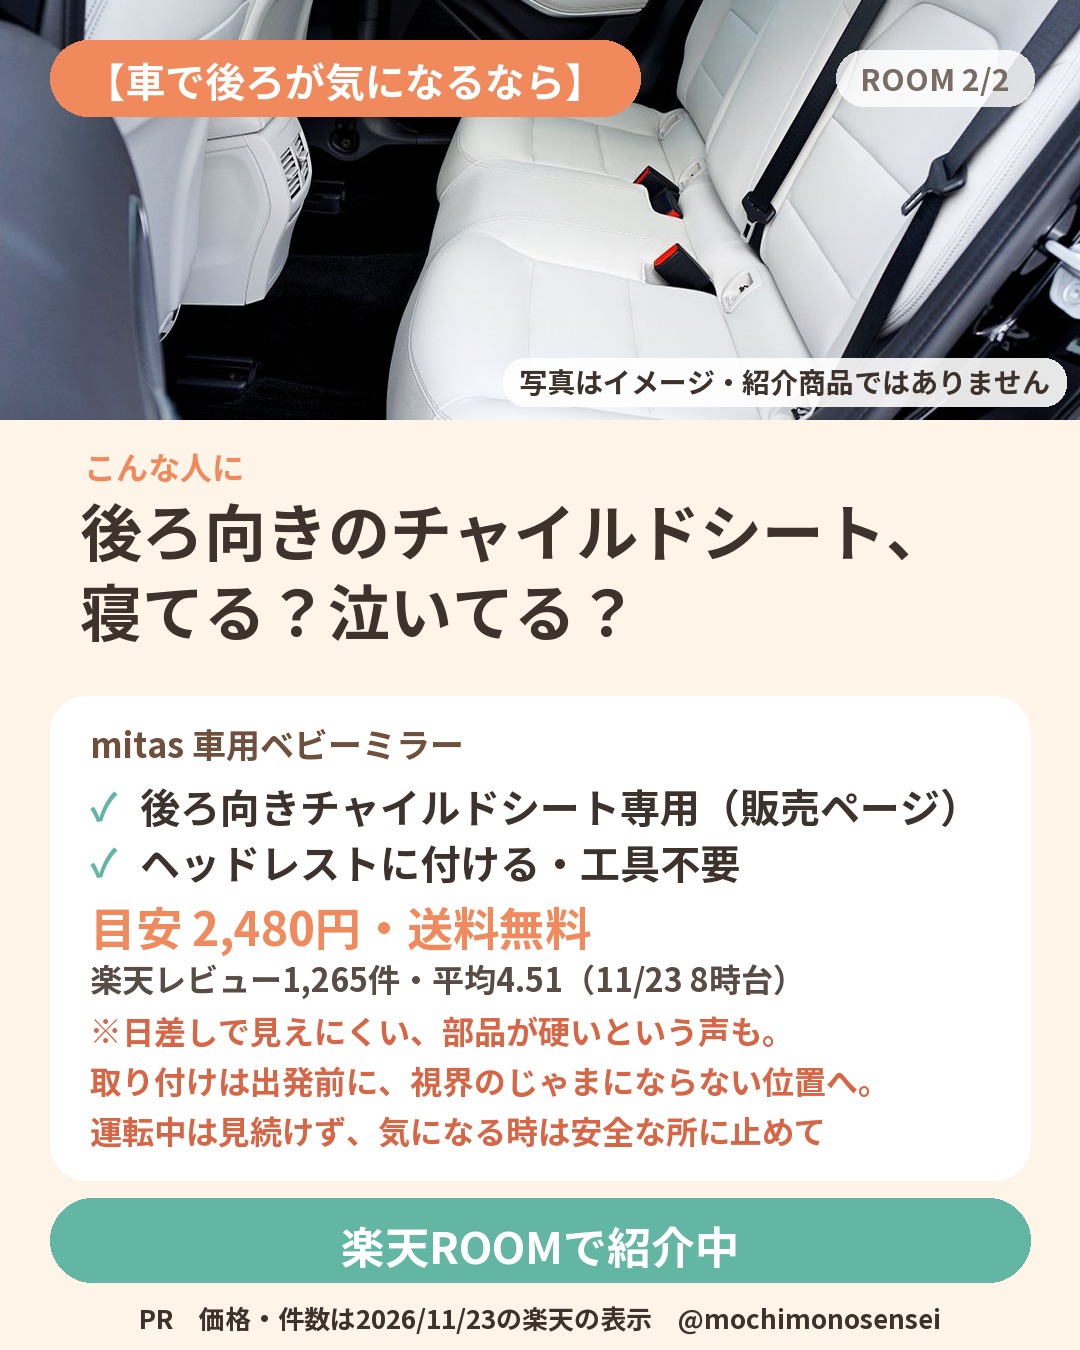 【車で後ろが気になるなら】
ROOM 2/2
写真はイメージ・紹介商品ではありません
こんな人に
後ろ向きのチャイルドシート、
寝てる？泣いてる？
mitas 車用ベビーミラー
✓ 後ろ向きチャイルドシート専用（販売ページ）
✓ ヘッドレストに付ける・工具不要
目安 2,480円・送料無料
楽天レビュー1,265件・平均4.51（11/23 8時台）
※日差しで見えにくい、部品が硬いという声も。
取り付けは出発前に、視界のじゃまにならない位置へ。
運転中は見続けず、気になる時は安全な所に止めて
楽天ROOMで紹介中
PR　価格・件数は2026/11/23の楽天の表示　@mochimonosensei